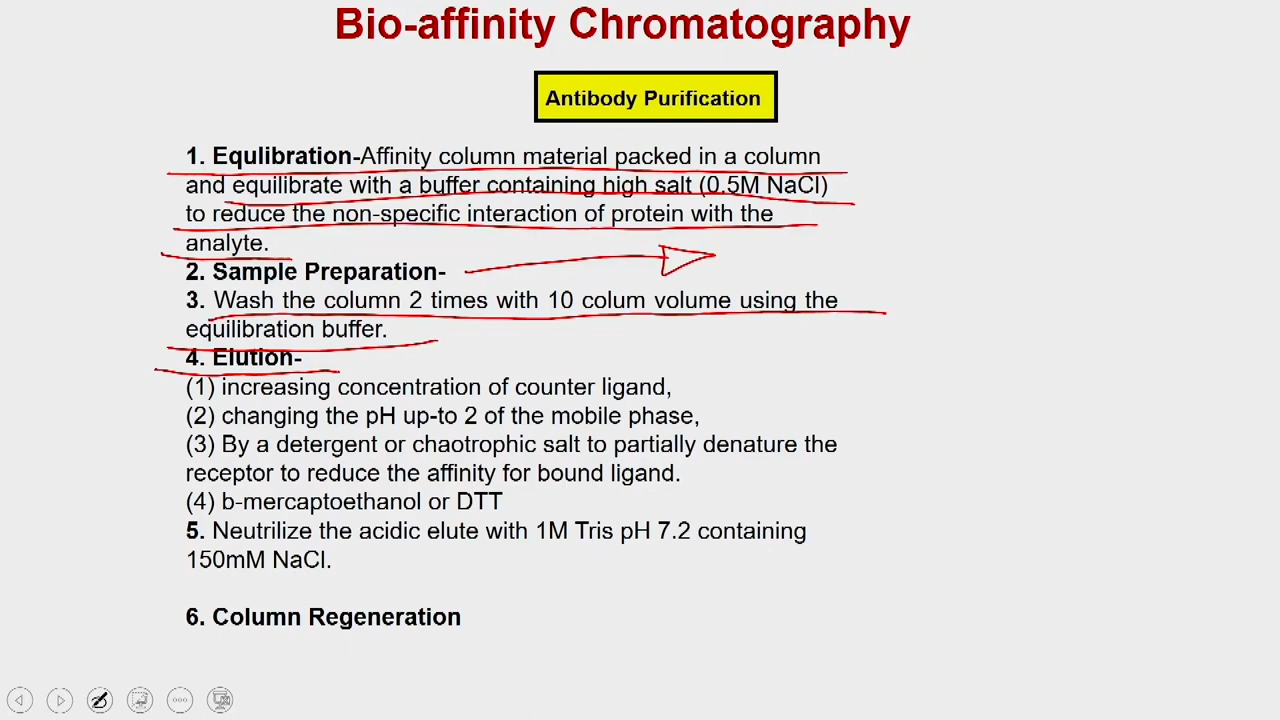 Bio-affinity Chromatography
Antibody Purification
1. Equlibration-Affinity column material packed in a column
and equilibrate with a buffer containing high salt (0.5M NaCl)
to reduce the non-specific interaction of protein with the
analyte.
2. Sample Preparation-
3. Wash the column 2 times with 10 colum volume using the
equilibration buffer.
4. Elution-
(1) increasing concentration of counter ligand,
(2) changing the pH up-to 2 of the mobile phase,
(3) By a detergent or chaotrophic salt to partially denature the
receptor to reduce the affinity for bound ligand.
(4) b-mercaptoethanol or DTT
5. Neutrilize the acidic elute with 1M Tris pH 7.2 containing
150mM NaCl.
6. Column Regeneration